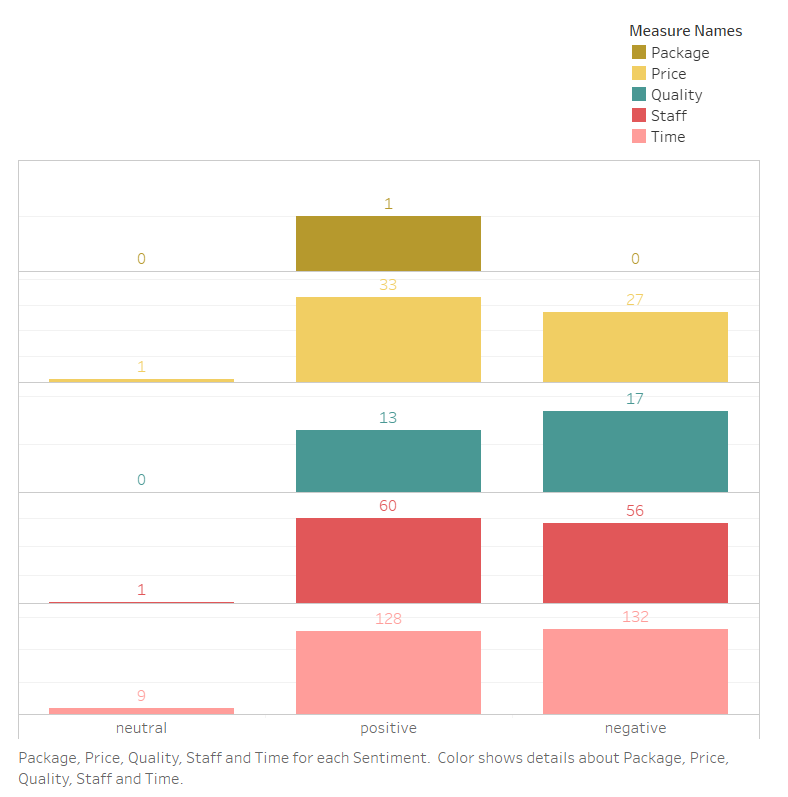 Measure Names
Package
Price
Quality
Staff
Time
1
0
0
33
27
1
17
13
0
60
56
1
128
132
9
neutral positive negative
Package, Price, Quality, Staff and Time for each Sentiment. Color shows details about Package, Price,
Quality, Staff and Time.